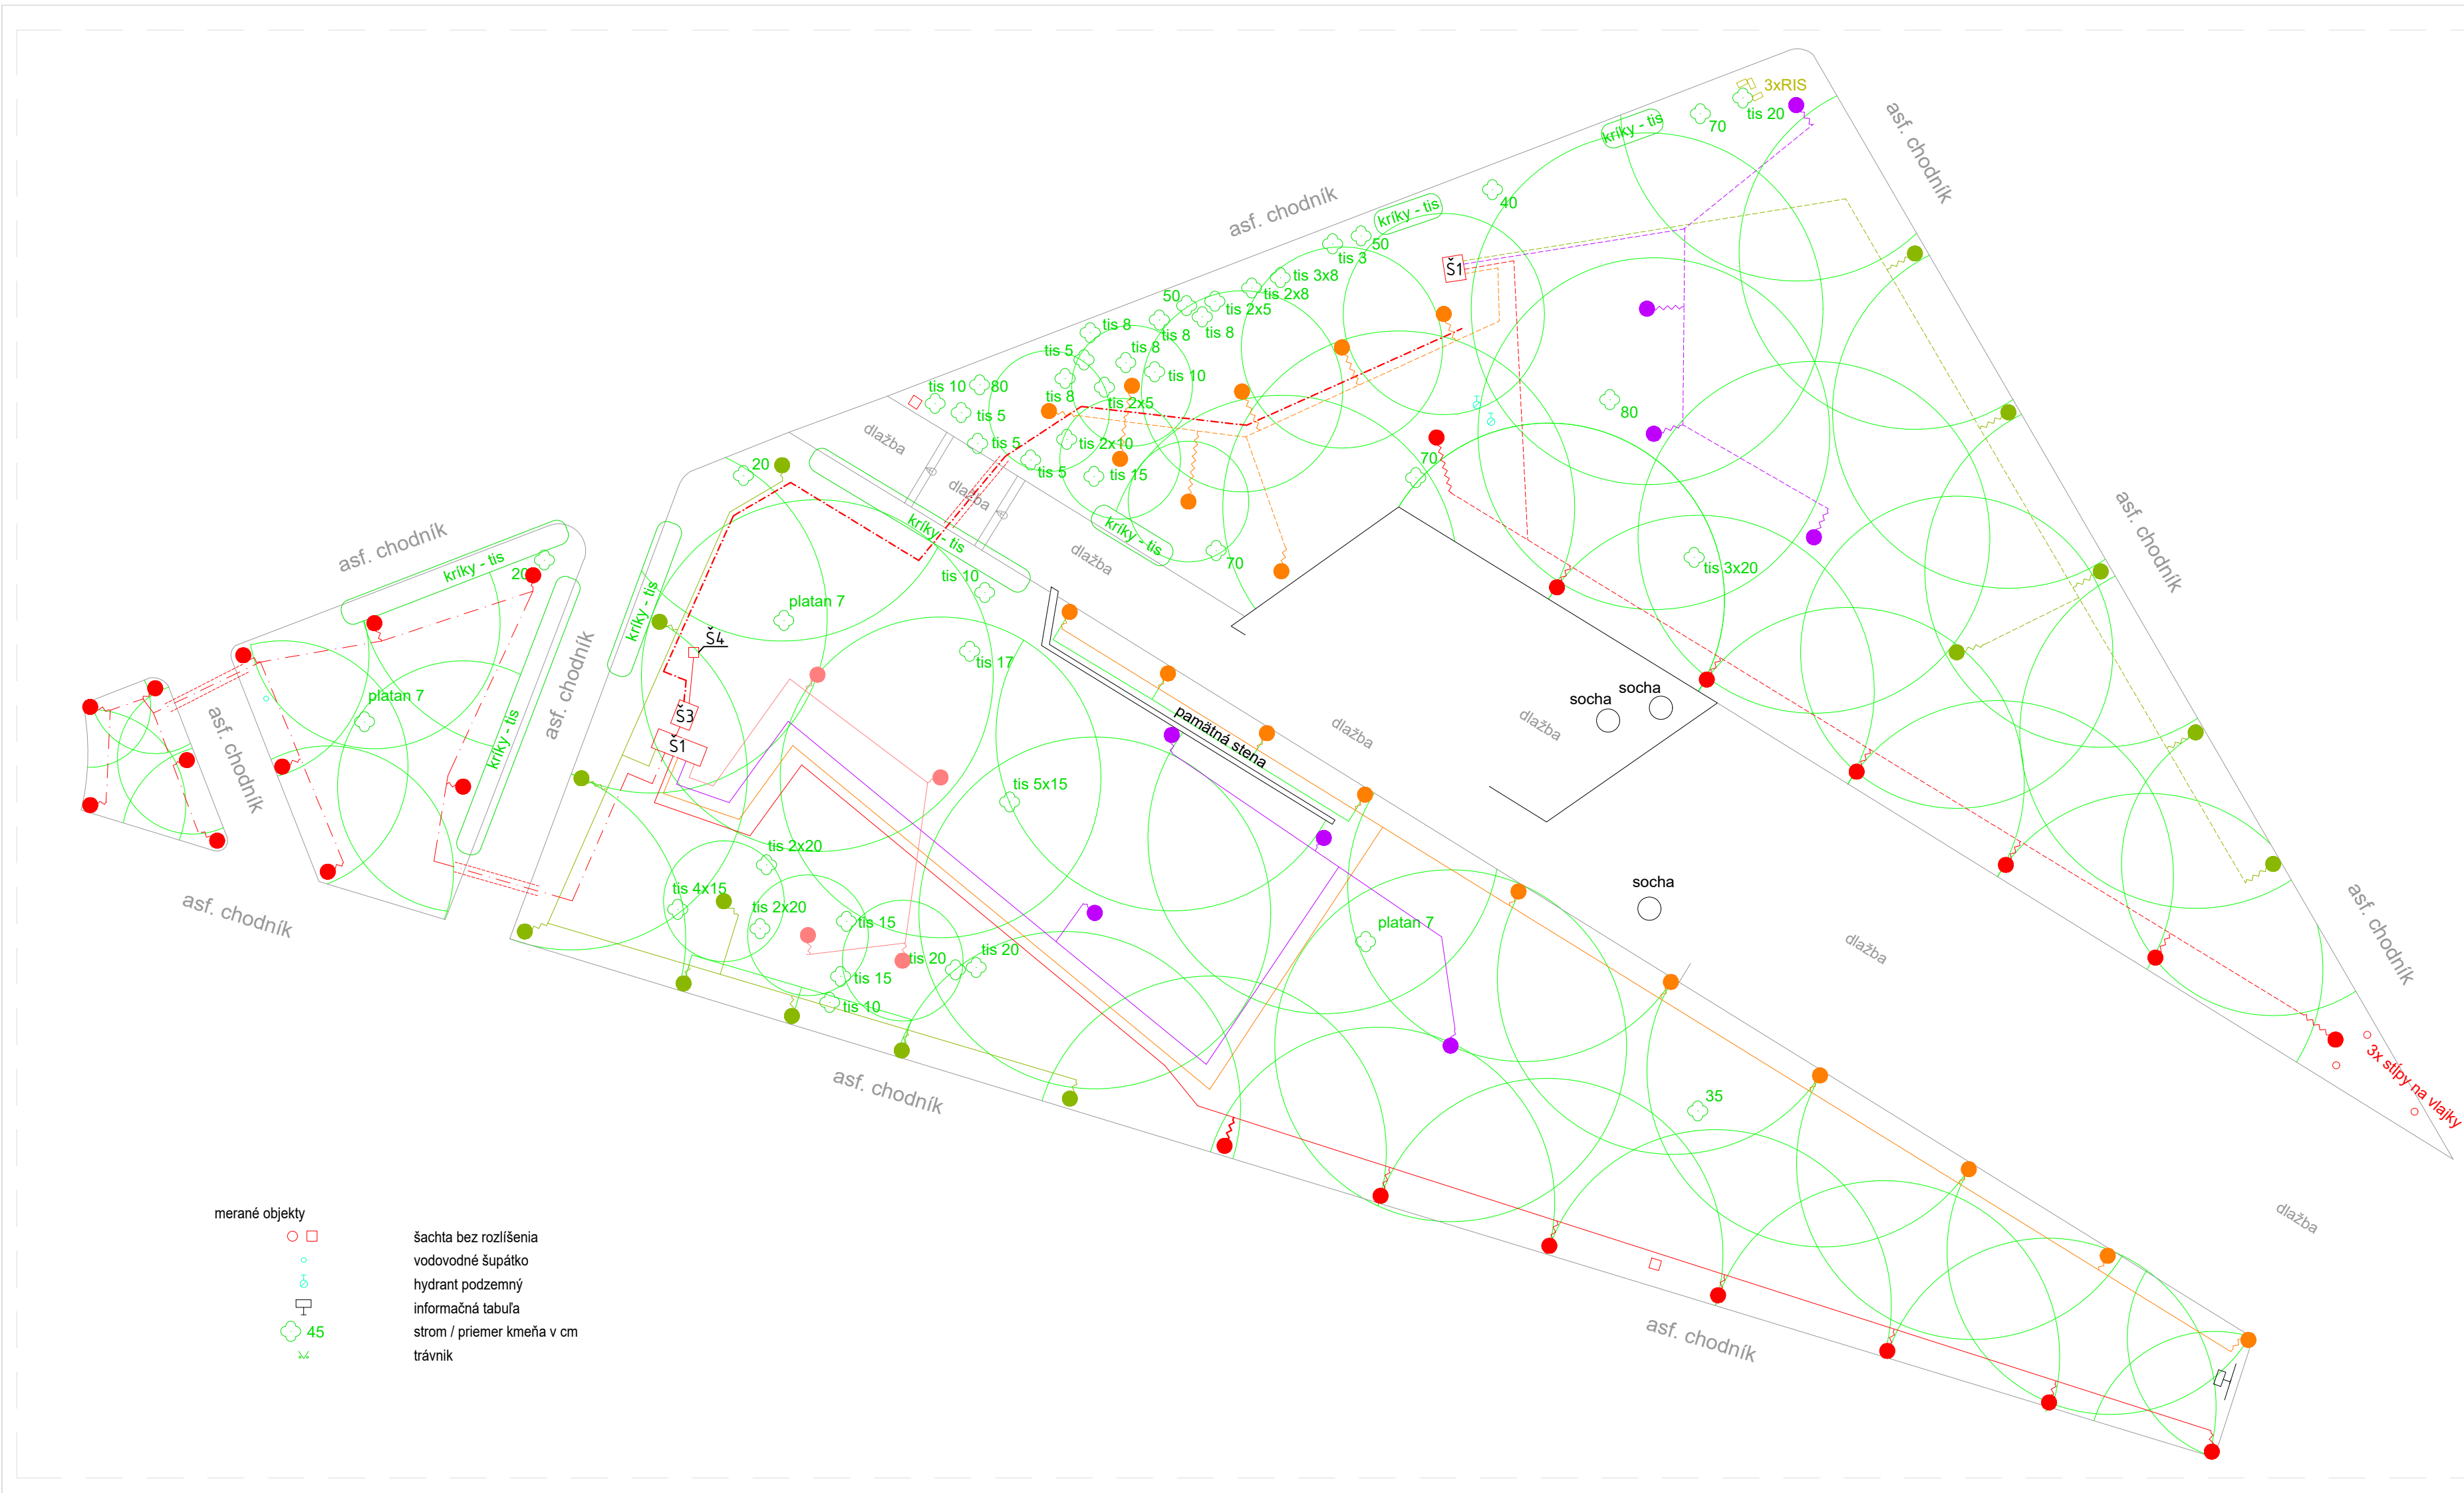 3xRIS
tis 20
70
kríky - tis
asf. chodník
40
kríky - tis
asf. chodník
50
tis 3
Š1
tis 3x8
tis 2x8
50
tis 2x5
tis 8
tis 8
tis 8
tis 5
tis 8
tis 10
tis 10
80
tis 8
tis 2x5
tis 5
80
dlažba
tis 5
tis 2x10
tis 5
tis 15
70
20
dlažba
kríky - tis
kríky - tis
dlažba
70
tis 3x20
asf. chodník
asf. chodník
kríky - tis
20
tis 10
platan 7
kríky - tis
Š4
tis 17
asf. chodník
platan 7
asf. chodník
kríky - tis
Š3
Š1
pamätná stena
dlažba
dlažba
socha
socha
tis 5x15
tis 2x20
tis 4x15
tis 2x20
tis 15
tis 20
tis 20
tis 15
tis 10
platan 7
socha
dlažba
asf. chodník
asf. chodník
asf. chodník
35
3x stĺpy na vlajky
dlažba
asf. chodník
merané objekty
šachta bez rozlíšenia
vodovodné šupátko
hydrant podzemný
informačná tabuľa
45 strom / priemer kmeňa v cm
trávnik